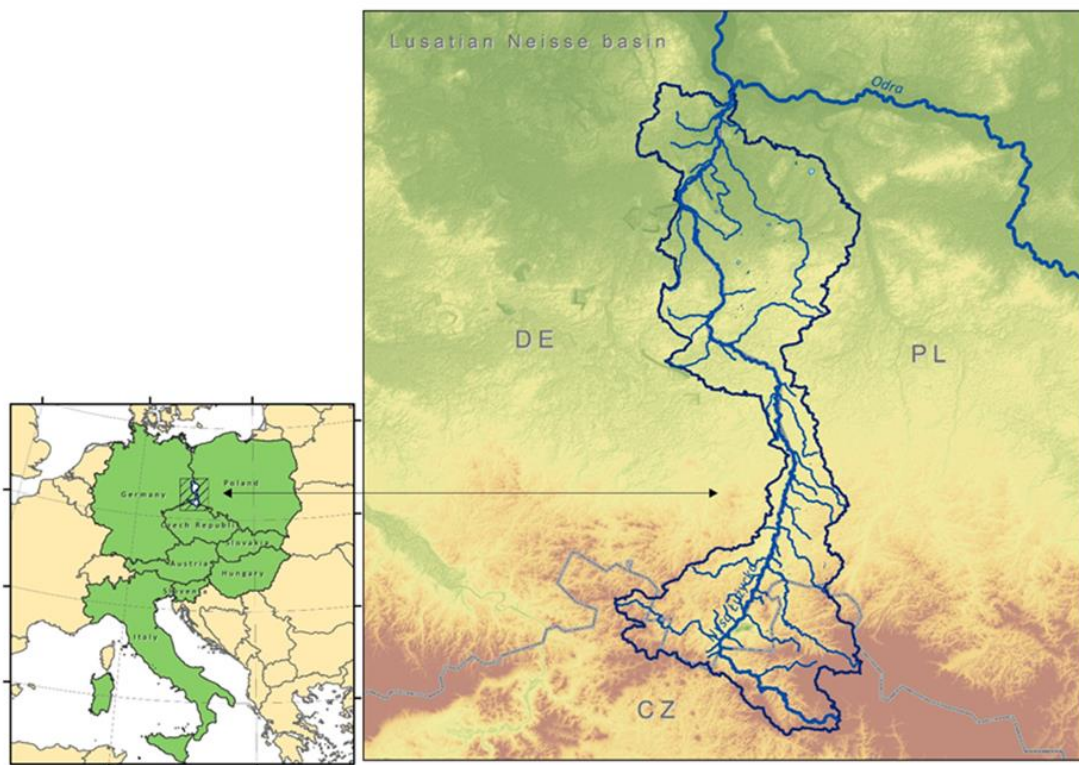 Lusatian Neisse basin
Odra
DE
PL
CZ
Germany
Poland
Czech Republic
Slovakia
Austria
Hungary
Slovenia
Italy